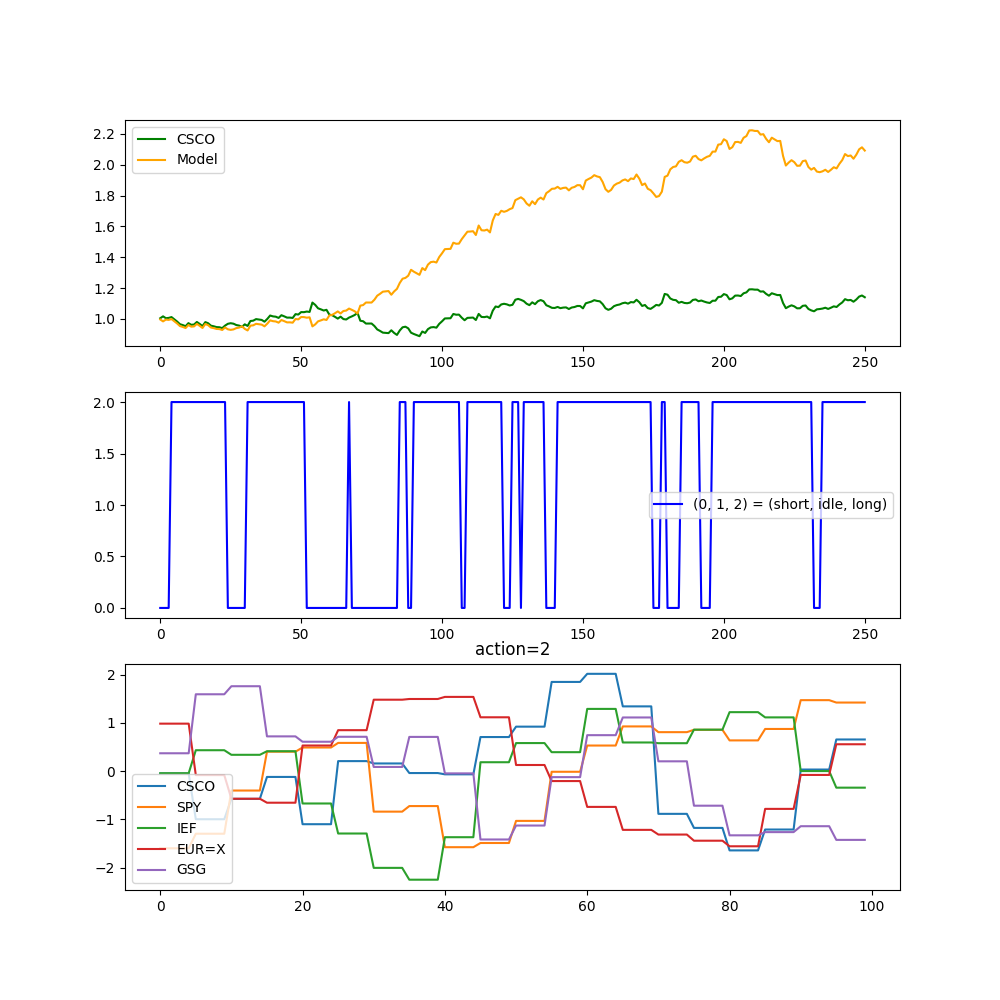 CSCO
Model
2.2
2.0
1.8
1.6
1.4
1.2
1.0
0 50 100 150 200 250
2.0
1.5
1.0
0.5
0.0
(0, 1, 2) = (short, idle, long)
0 50 100 150 200 250
action=2
2
1
0
−1
−2
CSCO
SPY
IEF
EUR=X
GSG
0 20 40 60 80 100